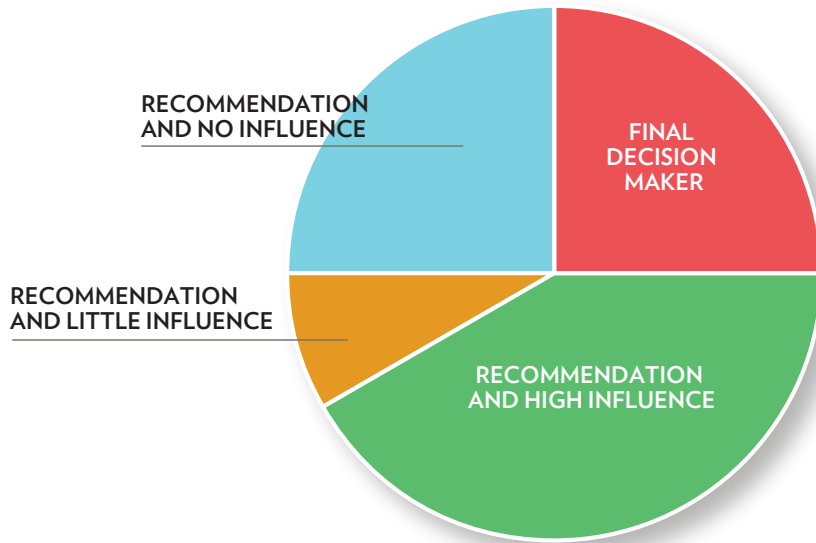 RECOMMENDATION
AND NO INFLUENCE
FINAL
DECISION
MAKER
RECOMMENDATION
AND LITTLE INFLUENCE
RECOMMENDATION
AND HIGH INFLUENCE